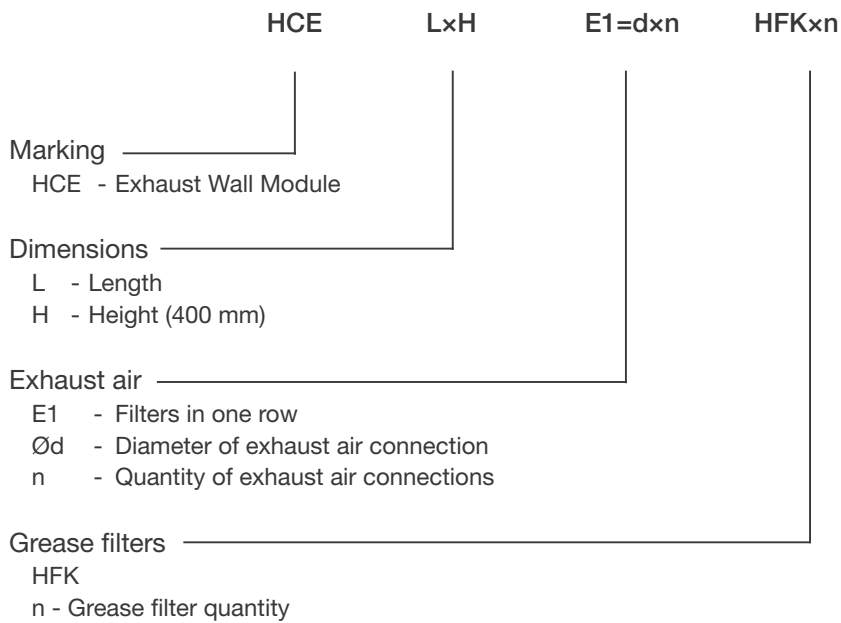 HCE L×H E1=d×n HFK×n
Marking
HCE - Exhaust Wall Module
Dimensions
L - Length
H - Height (400 mm)
Exhaust air
E1 - Filters in one row
Ød - Diameter of exhaust air connection
n - Quantity of exhaust air connections
Grease filters
HFK
n - Grease filter quantity